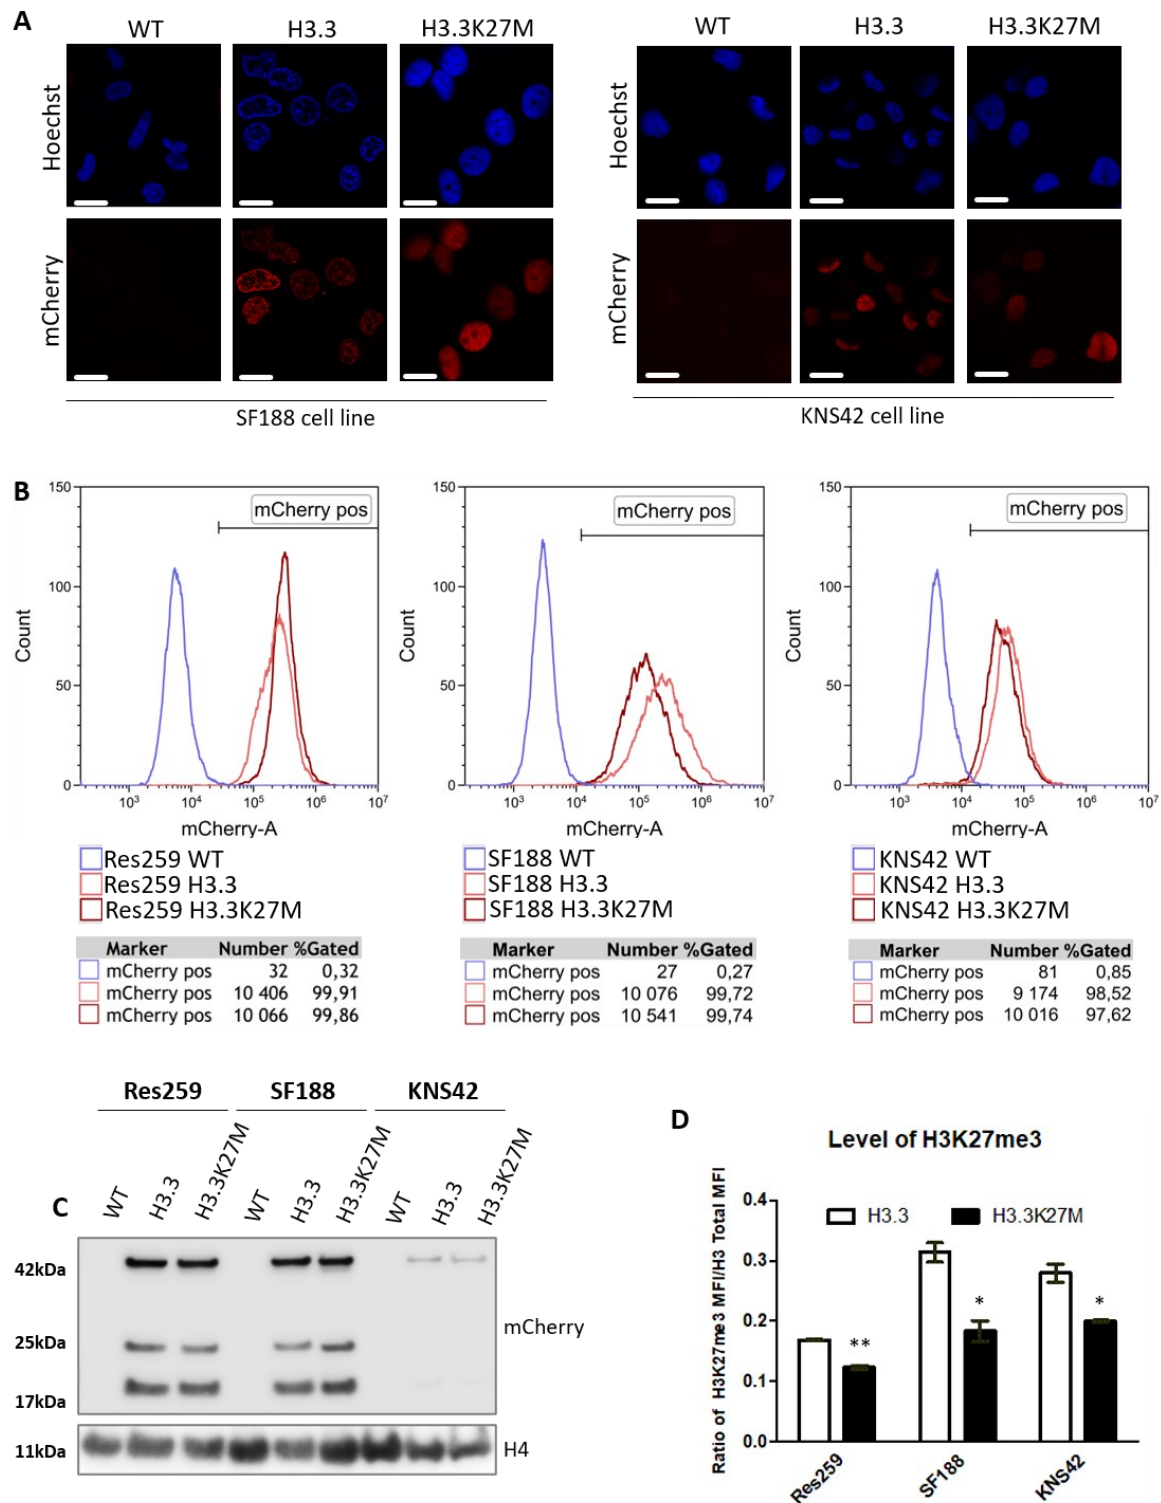 A
WT H3.3 H3.3K27M
WT H3.3 H3.3K27M
Hoechst
Hoechst
mCherry
mCherry
SF188 cell line
KNS42 cell line
B
150
100
50
0
Count
mCherry pos
10³ 10⁴ 10⁵ 10⁶ 10⁷
mCherry-A
Res259 WT
Res259 H3.3
Res259 H3.3K27M
Marker Number %Gated
mCherry pos 32 0,32
mCherry pos 10 406 99,91
mCherry pos 10 066 99,86
150
100
50
0
Count
mCherry pos
10³ 10⁴ 10⁵ 10⁶ 10⁷
mCherry-A
SF188 WT
SF188 H3.3
SF188 H3.3K27M
Marker Number %Gated
mCherry pos 27 0,27
mCherry pos 10 076 99,72
mCherry pos 10 541 99,74
150
100
50
0
Count
mCherry pos
10³ 10⁴ 10⁵ 10⁶ 10⁷
mCherry-A
KNS42 WT
KNS42 H3.3
KNS42 H3.3K27M
Marker Number %Gated
mCherry pos 81 0,85
mCherry pos 9 174 98,52
mCherry pos 10 016 97,62
C
Res259 SF188 KNS42
WT H3.3 H3.3K27M WT H3.3 H3.3K27M WT H3.3 H3.3K27M
42kDa
25kDa
17kDa
mCherry
11kDa
H4
D
Level of H3K27me3
Ratio of H3K27me3 MFI/H3 Total MFI
0.4
0.3
0.2
0.1
0.0
H3.3 H3.3K27M
** * *
Res259 SF188 KNS42